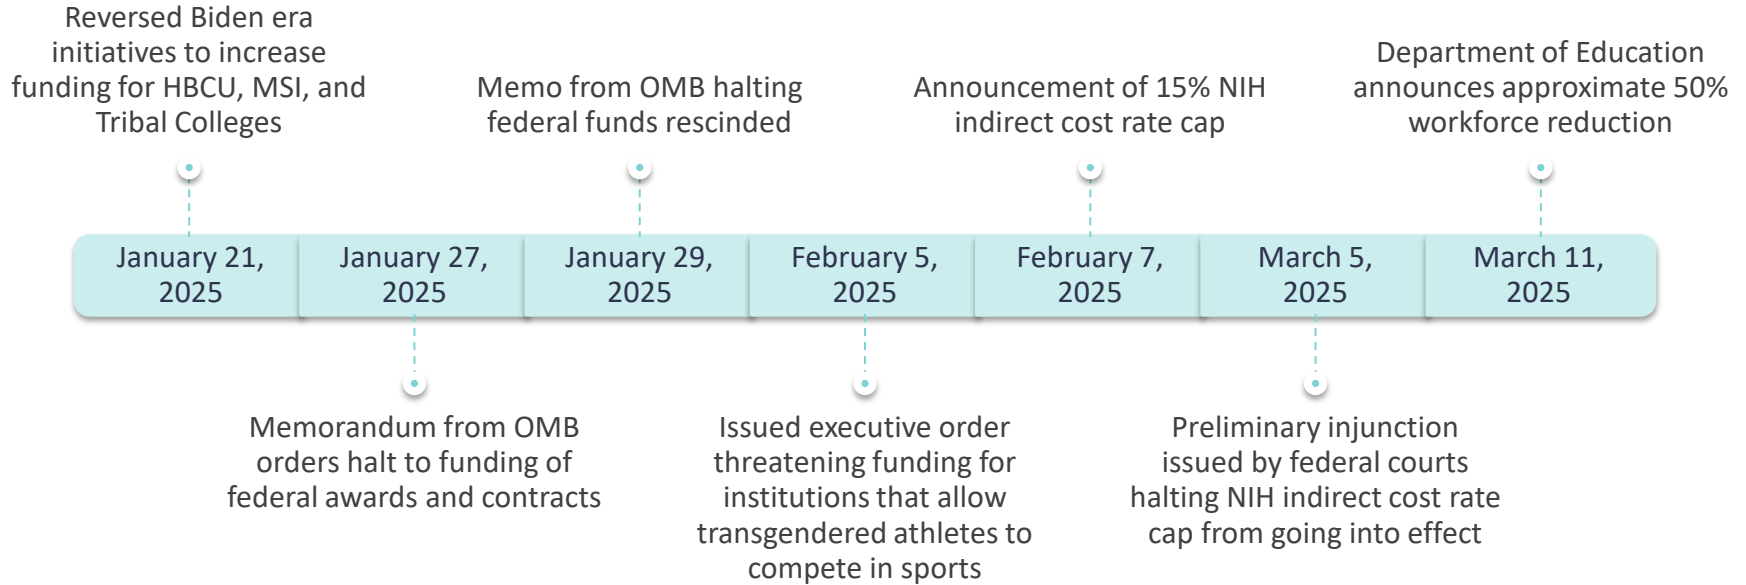 Reversed Biden era
initiatives to increase
funding for HBCU, MSI, and
Tribal Colleges
Memo from OMB halting
federal funds rescinded
Announcement of 15% NIH
indirect cost rate cap
Department of Education
announces approximate 50%
workforce reduction
January 21,
2025
January 27,
2025
January 29,
2025
February 5,
2025
February 7,
2025
March 5,
2025
March 11,
2025
Memorandum from OMB
orders halt to funding of
federal awards and contracts
Issued executive order
threatening funding for
institutions that allow
transgendered athletes to
compete in sports
Preliminary injunction
issued by federal courts
halting NIH indirect cost rate
cap from going into effect